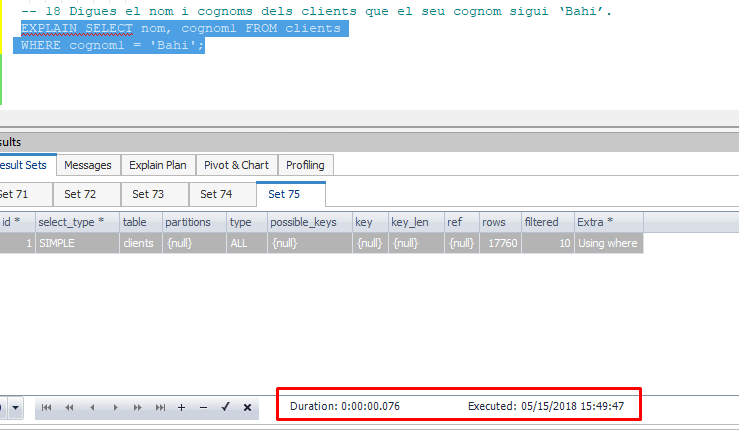 -- 18 Digues el nom i cognoms dels clients que el seu cognom sigui ‘Bahi’.
EXPLAIN SELECT nom, cognom1 FROM clients
WHERE cognom1 = 'Bahi';
sults
esult Sets Messages Explain Plan Pivot & Chart Profiling
Set 71 Set 72 Set 73 Set 74 Set 75
id * select_type * table partitions type possible_keys key key_len ref rows filtered Extra *
1 SIMPLE clients {null} ALL {null} {null} {null} {null} 17760 10 Using where
Duration: 0:00:00.076 Executed: 05/15/2018 15:49:47